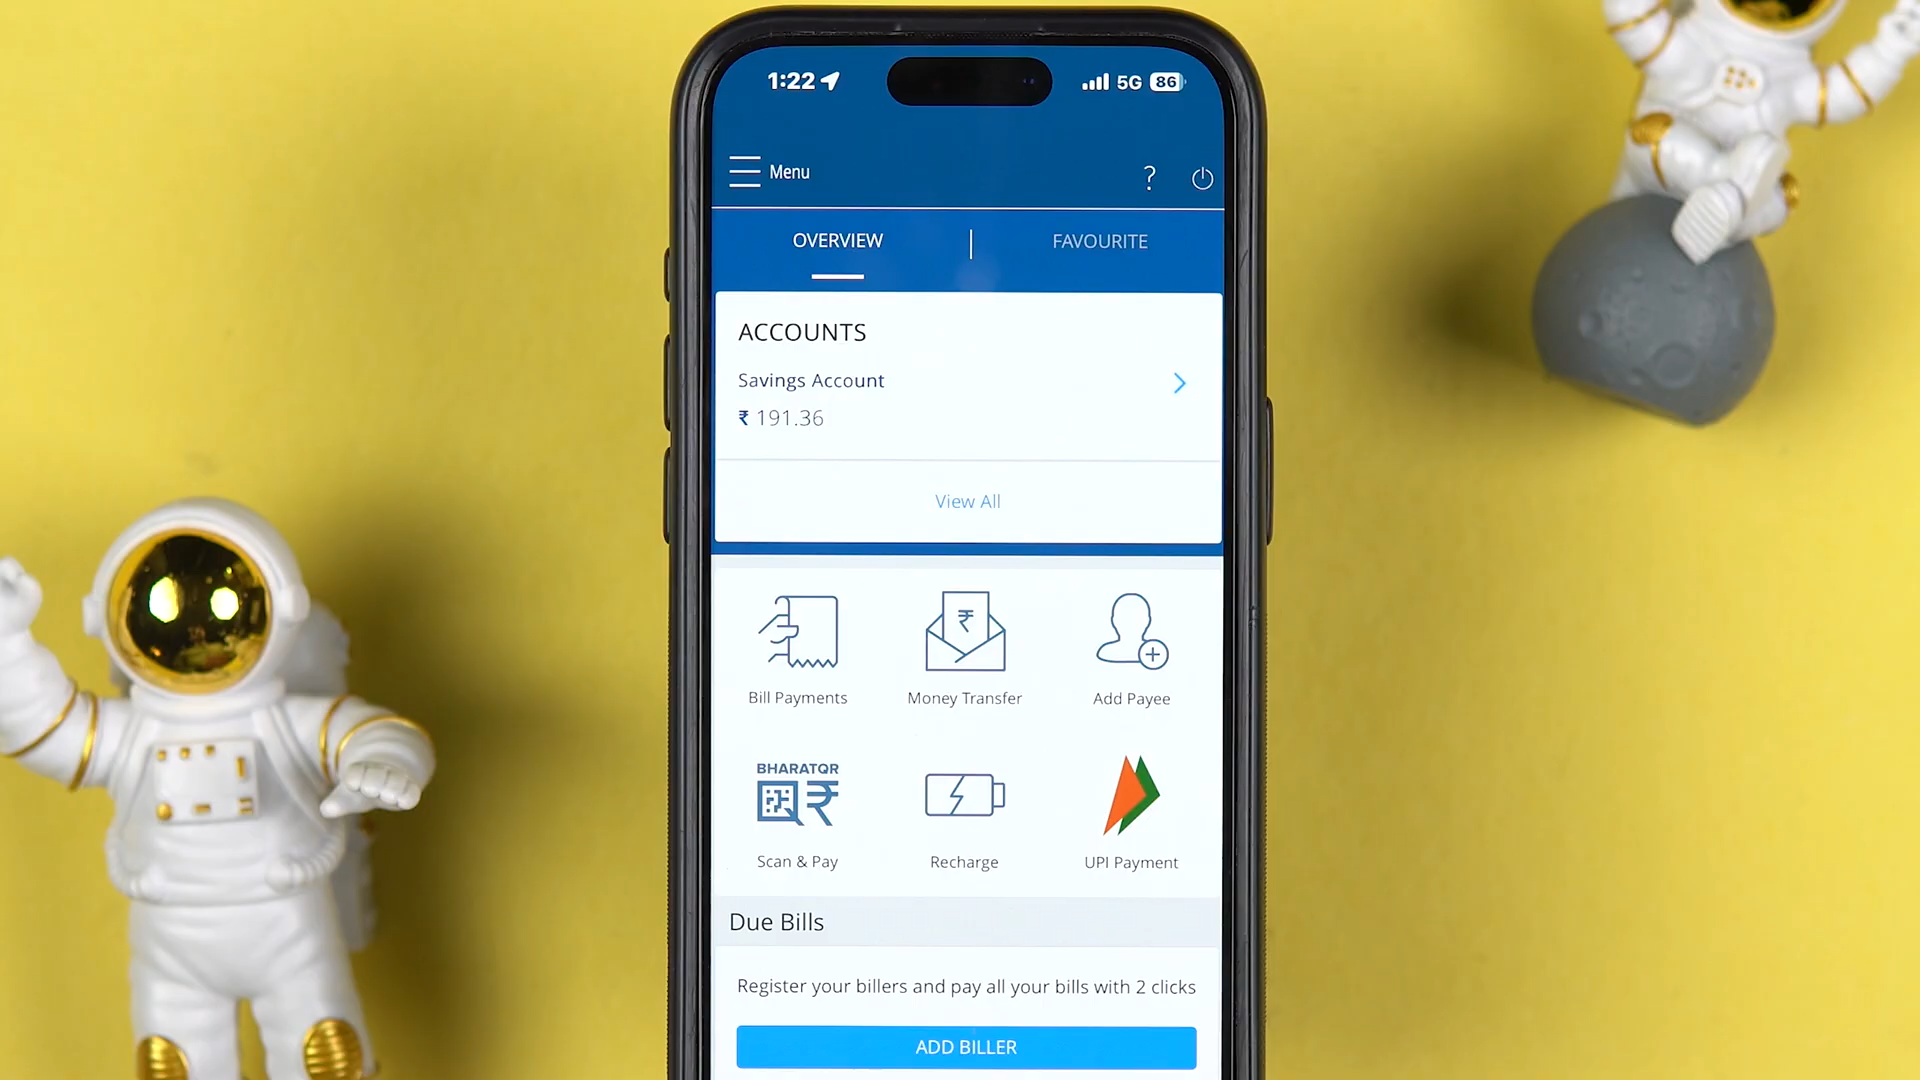 1:22 5G 86
Menu ?
OVERVIEW | FAVOURITE
ACCOUNTS
Savings Account
₹ 191.36
View All
₹
Bill Payments Money Transfer Add Payee
BHARATQR
₹
Scan & Pay Recharge UPI Payment
Due Bills
Register your billers and pay all your bills with 2 clicks
ADD BILLER